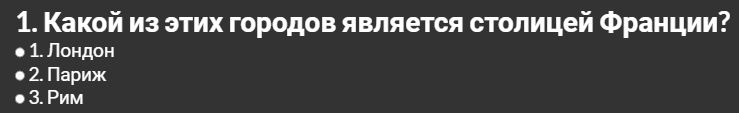 1. Какой из этих городов является столицей Франции?
1. Лондон
2. Париж
3. Рим